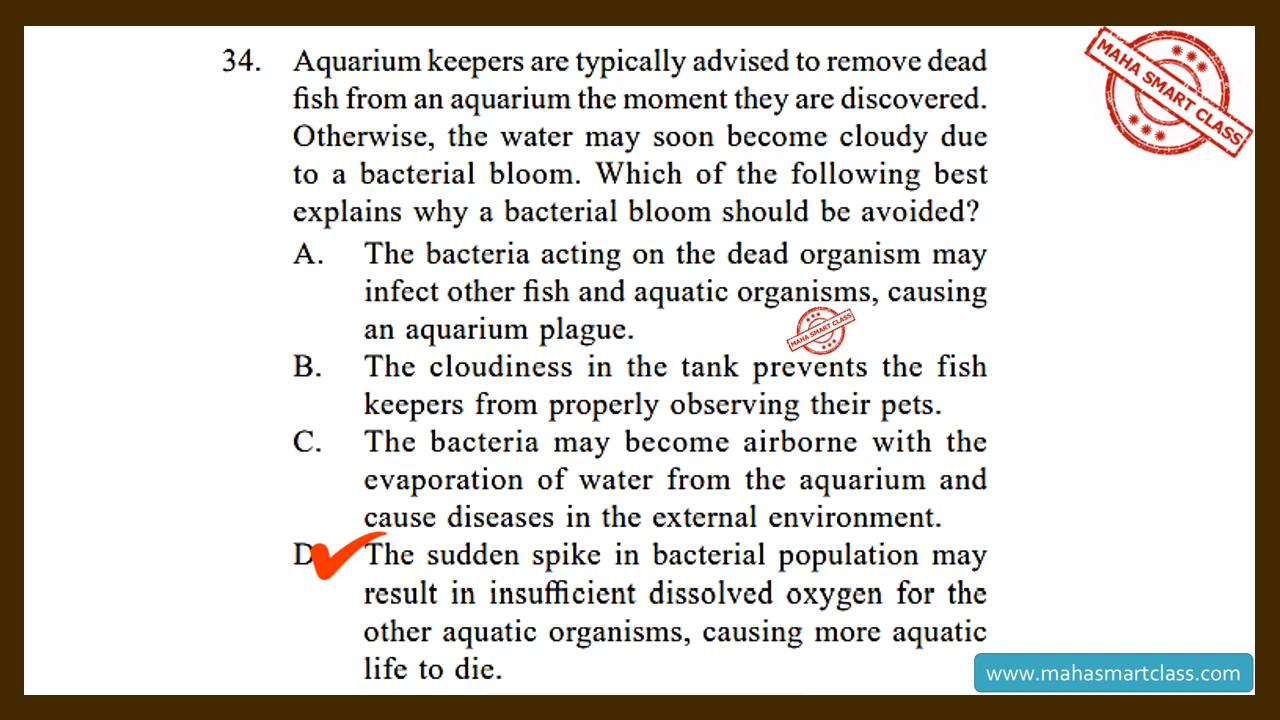 34. Aquarium keepers are typically advised to remove dead
fish from an aquarium the moment they are discovered.
Otherwise, the water may soon become cloudy due
to a bacterial bloom. Which of the following best
explains why a bacterial bloom should be avoided?
A. The bacteria acting on the dead organism may
infect other fish and aquatic organisms, causing
an aquarium plague.
B. The cloudiness in the tank prevents the fish
keepers from properly observing their pets.
C. The bacteria may become airborne with the
evaporation of water from the aquarium and
cause diseases in the external environment.
D The sudden spike in bacterial population may
result in insufficient dissolved oxygen for the
other aquatic organisms, causing more aquatic
life to die.
MAHA SMART CLASS
MAHA SMART CLASS
www.mahasmartclass.com